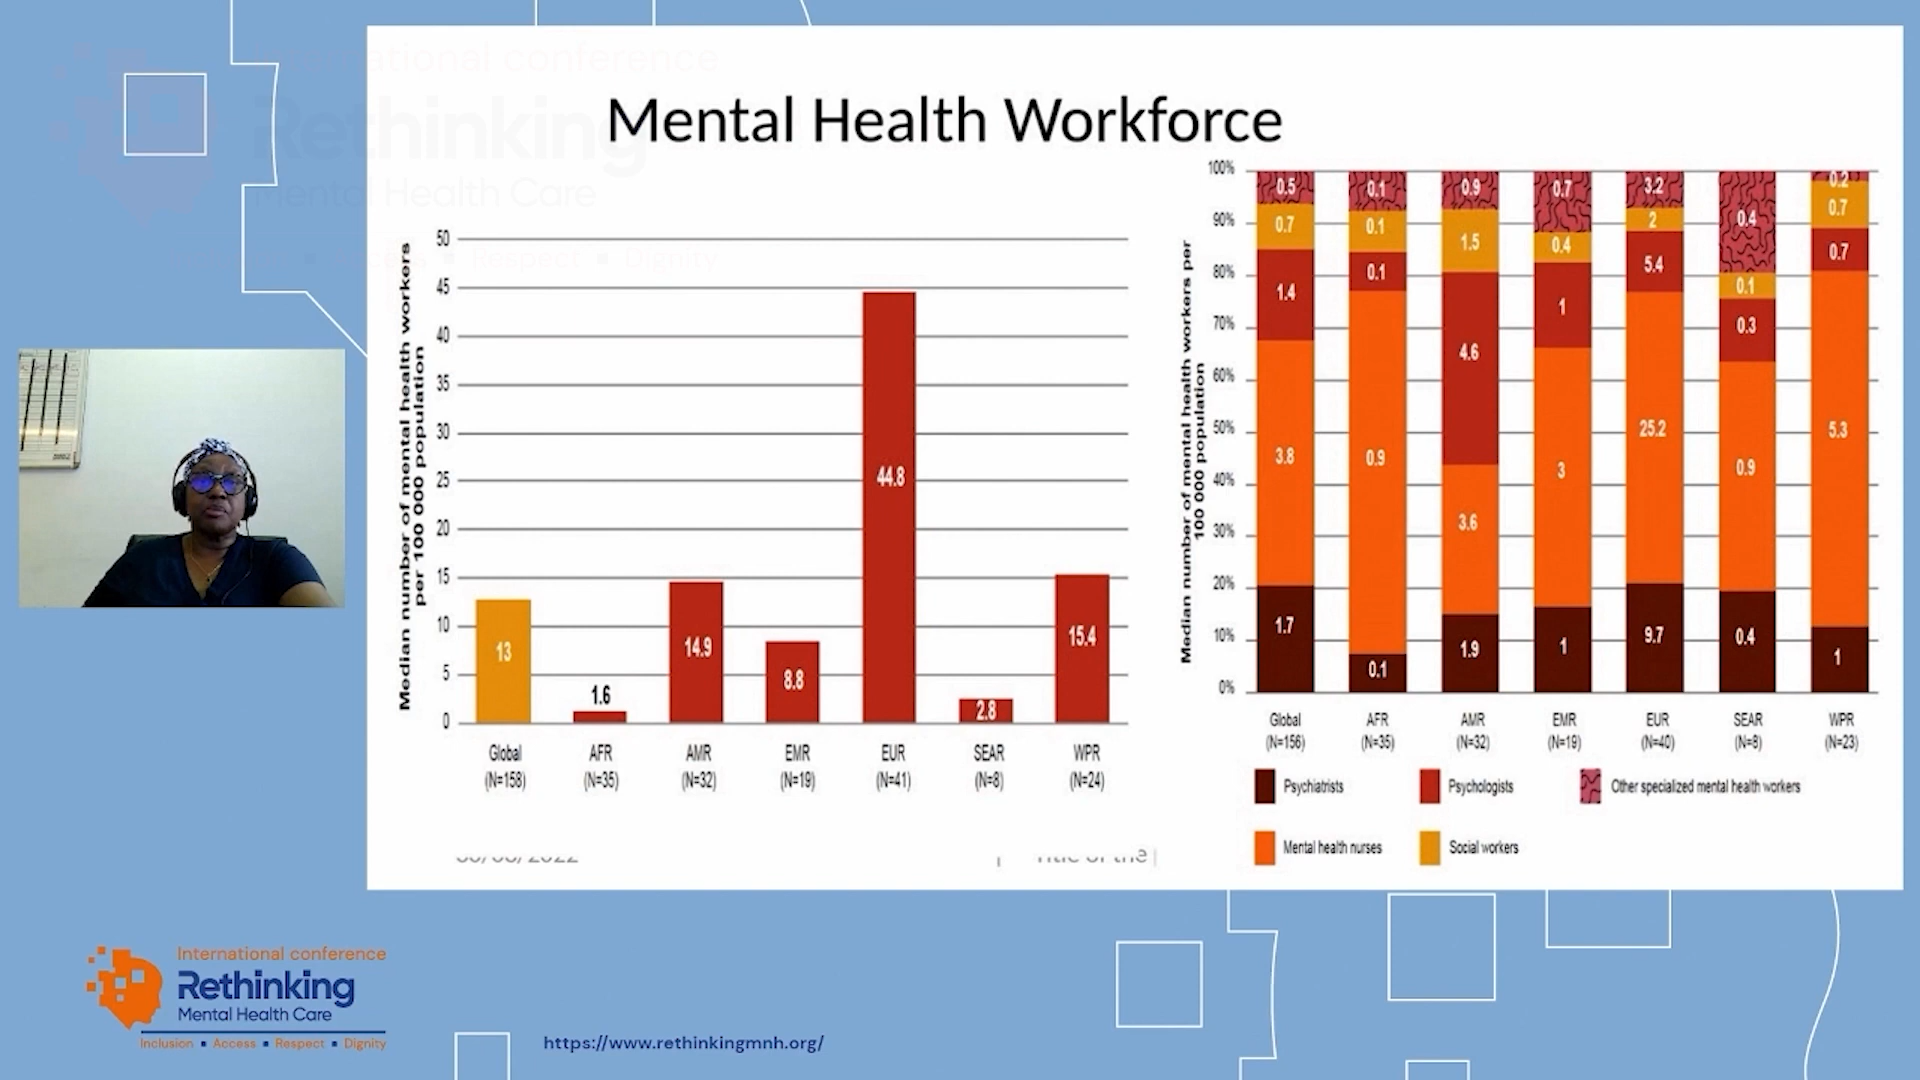 International conference
Rethinking
Mental Health Care
Mental Health Workforce
Median number of mental health workers
per 100 000 population
50
45
40
35
30
25
20
15
10
5
0
13
1.6
14.9
8.8
44.8
2.8
15.4
Global AFR AMR EMR EUR SEAR WPR
(N=158) (N=35) (N=32) (N=19) (N=41) (N=8) (N=24)
Median number of mental health workers per
100 000 population
100%
90%
80%
70%
60%
50%
40%
30%
20%
10%
0%
0.5 0.1 0.9 0.7 3.2 0.4 0.2
0.7 0.1 1.5 0.4 2 0.1 0.7
1.4 0.1 4.6 1 5.4 0.3 0.7
3.8 0.9 3.6 3 25.2 0.9 5.3
1.7 0.1 1.9 1 9.7 0.4 1
Global AFR AMR EMR EUR SEAR WPR
(N=156) (N=35) (N=32) (N=19) (N=40) (N=8) (N=23)
Psychiatrists Psychologists Other specialized mental health workers
Mental health nurses Social workers
Title of the
International conference
Rethinking
Mental Health Care
Inclusion ▪ Access ▪ Respect ▪ Dignity
https://www.rethinkingmnh.org/